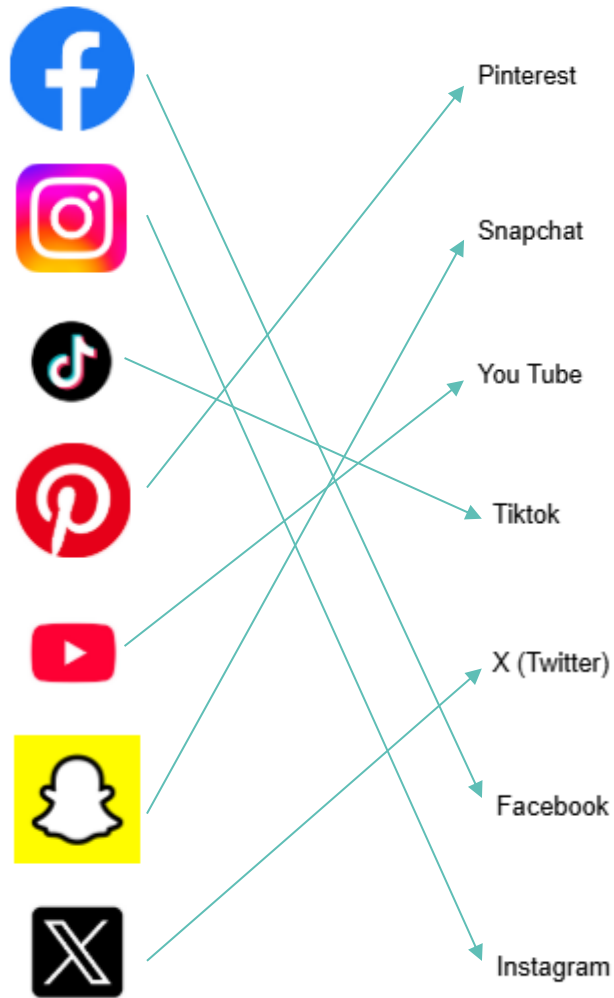 Pinterest
Snapchat
You Tube
Tiktok
X (Twitter)
Facebook
Instagram